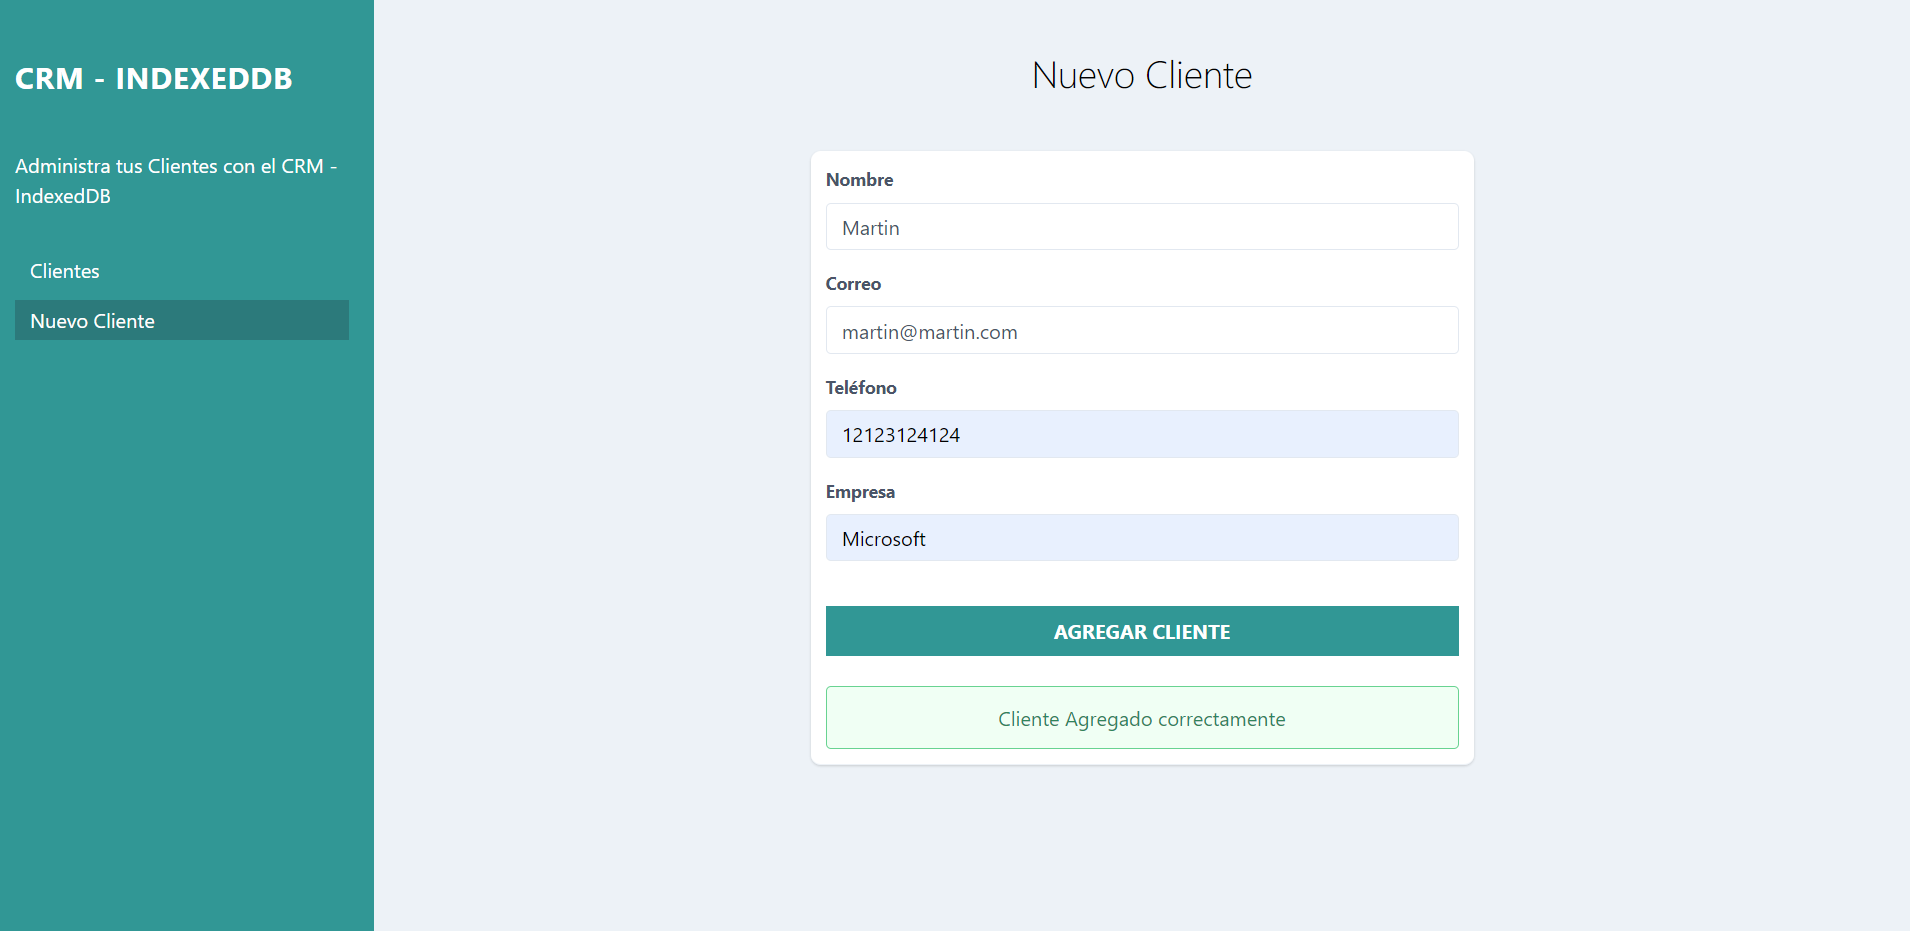 CRM - INDEXEDDB
Administra tus Clientes con el CRM -
IndexedDB
Clientes
Nuevo Cliente
Nuevo Cliente
Nombre
Martin
Correo
martin@martin.com
Teléfono
12123124124
Empresa
Microsoft
AGREGAR CLIENTE
Cliente Agregado correctamente